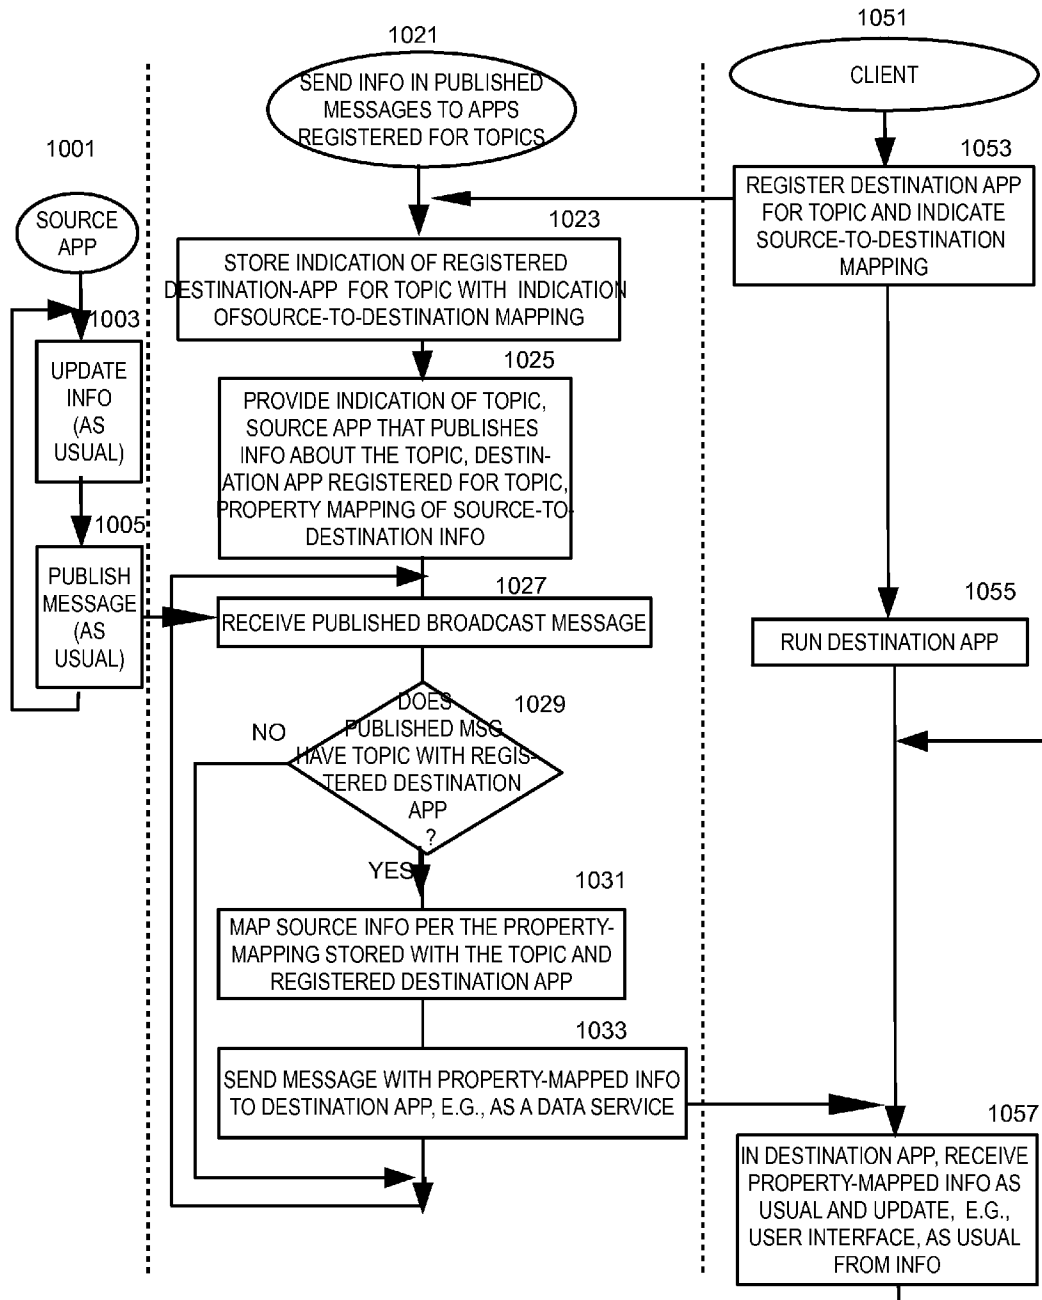 1001
SOURCE
APP
1003
UPDATE
INFO
(AS
USUAL)
1005
PUBLISH
MESSAGE
(AS
USUAL)
1021
SEND INFO IN PUBLISHED
MESSAGES TO APPS
REGISTERED FOR TOPICS
1023
STORE INDICATION OF REGISTERED
DESTINATION-APP FOR TOPIC WITH INDICATION
OFSOURCE-TO-DESTINATION MAPPING
1025
PROVIDE INDICATION OF TOPIC,
SOURCE APP THAT PUBLISHES
INFO ABOUT THE TOPIC, DESTIN-
ATION APP REGISTERED FOR TOPIC,
PROPERTY MAPPING OF SOURCE-TO-
DESTINATION INFO
1027
RECEIVE PUBLISHED BROADCAST MESSAGE
1029
DOES
PUBLISHED MSG
HAVE TOPIC WITH REGIS-
TERED DESTINATION
APP
?
NO
YES
1031
MAP SOURCE INFO PER THE PROPERTY-
MAPPING STORED WITH THE TOPIC AND
REGISTERED DESTINATION APP
1033
SEND MESSAGE WITH PROPERTY-MAPPED INFO
TO DESTINATION APP, E.G., AS A DATA SERVICE
1051
CLIENT
1053
REGISTER DESTINATION APP
FOR TOPIC AND INDICATE
SOURCE-TO-DESTINATION
MAPPING
1055
RUN DESTINATION APP
1057
IN DESTINATION APP, RECEIVE
PROPERTY-MAPPED INFO AS
USUAL AND UPDATE, E.G.,
USER INTERFACE, AS USUAL
FROM INFO